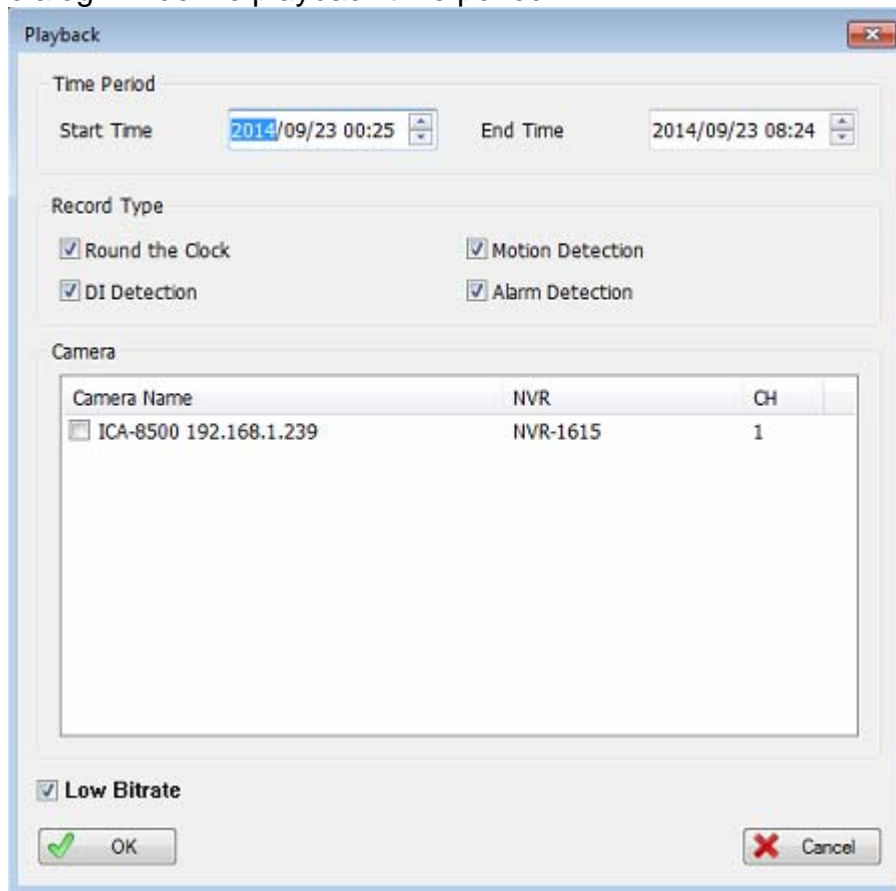 Playback
Time Period
Start Time 2014/09/23 00:25 End Time 2014/09/23 08:24
Record Type
Round the Clock Motion Detection
DI Detection Alarm Detection
Camera
Camera Name NVR CH
ICA-8500 192.168.1.239 NVR-1615 1
Low Bitrate
OK Cancel